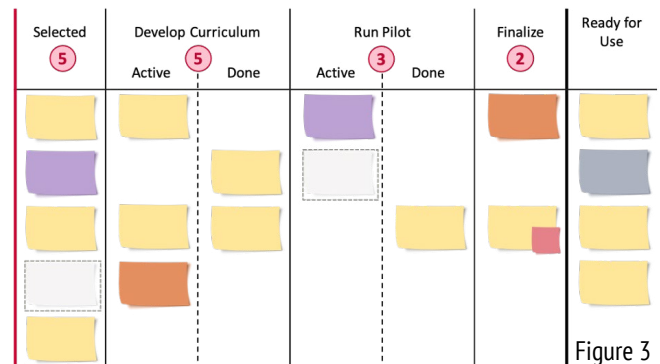 Selected
5
Develop Curriculum
5
Active
Done
Run Pilot
3
Active
Done
Finalize
2
Ready for
Use
Figure 3